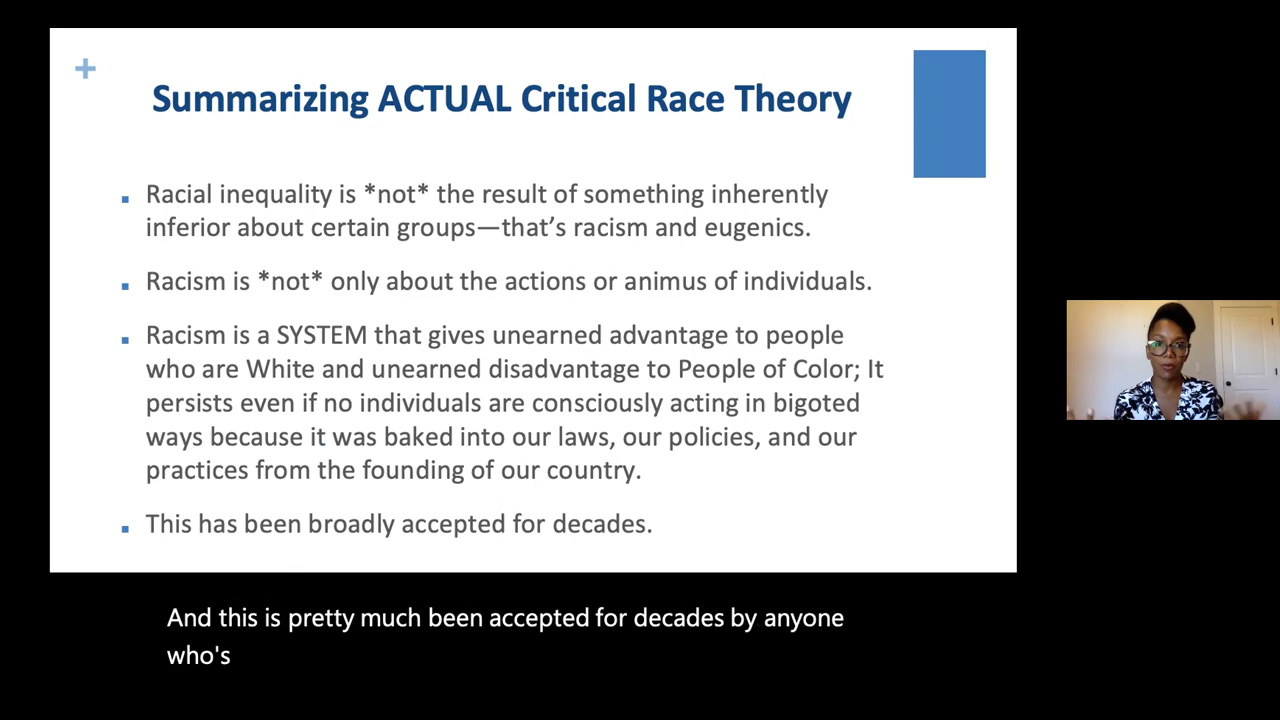 Summarizing ACTUAL Critical Race Theory
Racial inequality is *not* the result of something inherently
inferior about certain groups—that’s racism and eugenics.
Racism is *not* only about the actions or animus of individuals.
Racism is a SYSTEM that gives unearned advantage to people
who are White and unearned disadvantage to People of Color; It
persists even if no individuals are consciously acting in bigoted
ways because it was baked into our laws, our policies, and our
practices from the founding of our country.
This has been broadly accepted for decades.
And this is pretty much been accepted for decades by anyone
who's